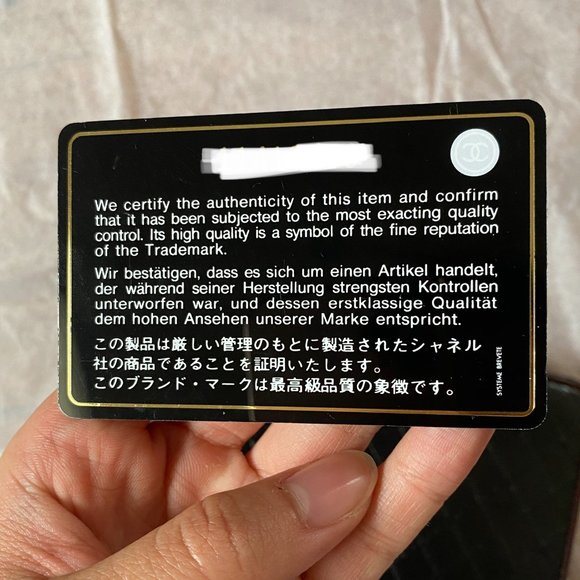 We certify the authenticity of this item and confirm
that it has been subjected to the most exacting quality
control. Its high quality is a symbol of the fine reputation
of the Trademark.
Wir bestätigen, dass es sich um einen Artikel handelt,
der während seiner Herstellung strengsten Kontrollen
unterworfen war, und dessen erstklassige Qualität
dem hohen Ansehen unserer Marke entspricht.
この製品は厳しい管理のもとに製造されたシャネル
社の商品であることを証明いたします。
このブランド・マークは最高級品質の象徴です。
SYSTEME BREVETE